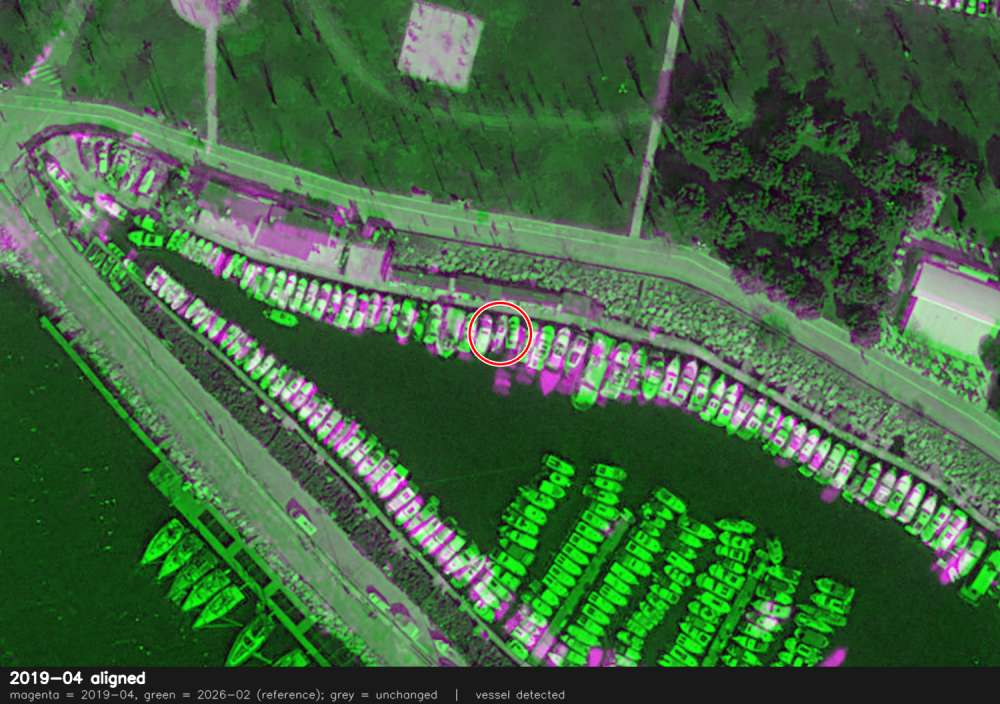 2019-04 aligned
magenta = 2019-04, green = 2026-02 (reference); grey = unchanged | vessel detected